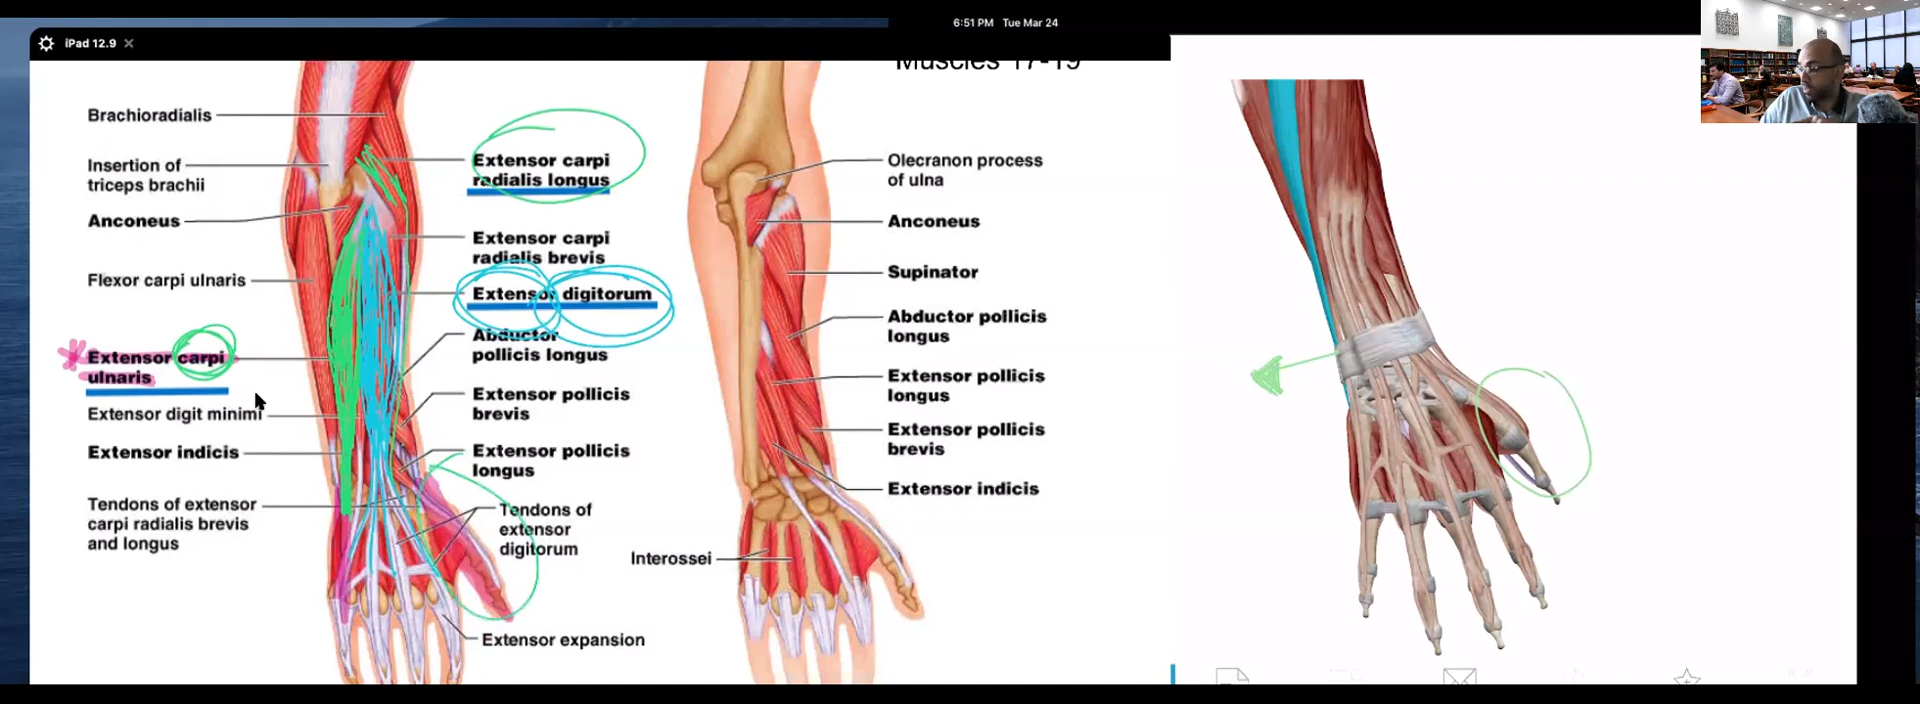 6:51 PM Tue Mar 24
iPad 12.9
Muscles 17-19
Brachioradialis
Insertion of
triceps brachii
Anconeus
Flexor carpi ulnaris
Extensor carpi
ulnaris
Extensor digit minimi
Extensor indicis
Tendons of extensor
carpi radialis brevis
and longus
Extensor carpi
radialis longus
Extensor carpi
radialis brevis
Extensor digitorum
Abductor
pollicis longus
Extensor pollicis
brevis
Extensor pollicis
longus
Tendons of
extensor
digitorum
Extensor expansion
Olecranon process
of ulna
Anconeus
Supinator
Abductor pollicis
longus
Extensor pollicis
longus
Extensor pollicis
brevis
Extensor indicis
Interossei